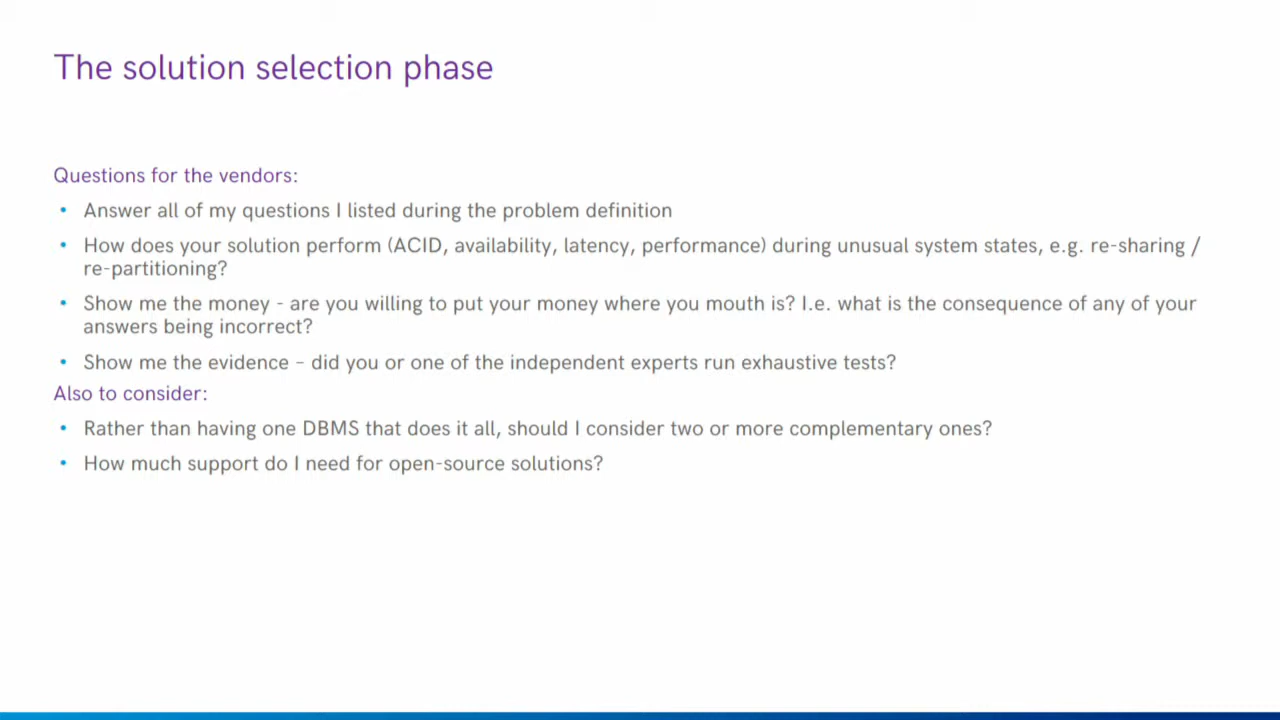 The solution selection phase
Questions for the vendors:
• Answer all of my questions I listed during the problem definition
• How does your solution perform (ACID, availability, latency, performance) during unusual system states, e.g. re-sharing /
re-partitioning?
• Show me the money - are you willing to put your money where you mouth is? I.e. what is the consequence of any of your
answers being incorrect?
• Show me the evidence – did you or one of the independent experts run exhaustive tests?
Also to consider:
• Rather than having one DBMS that does it all, should I consider two or more complementary ones?
• How much support do I need for open-source solutions?